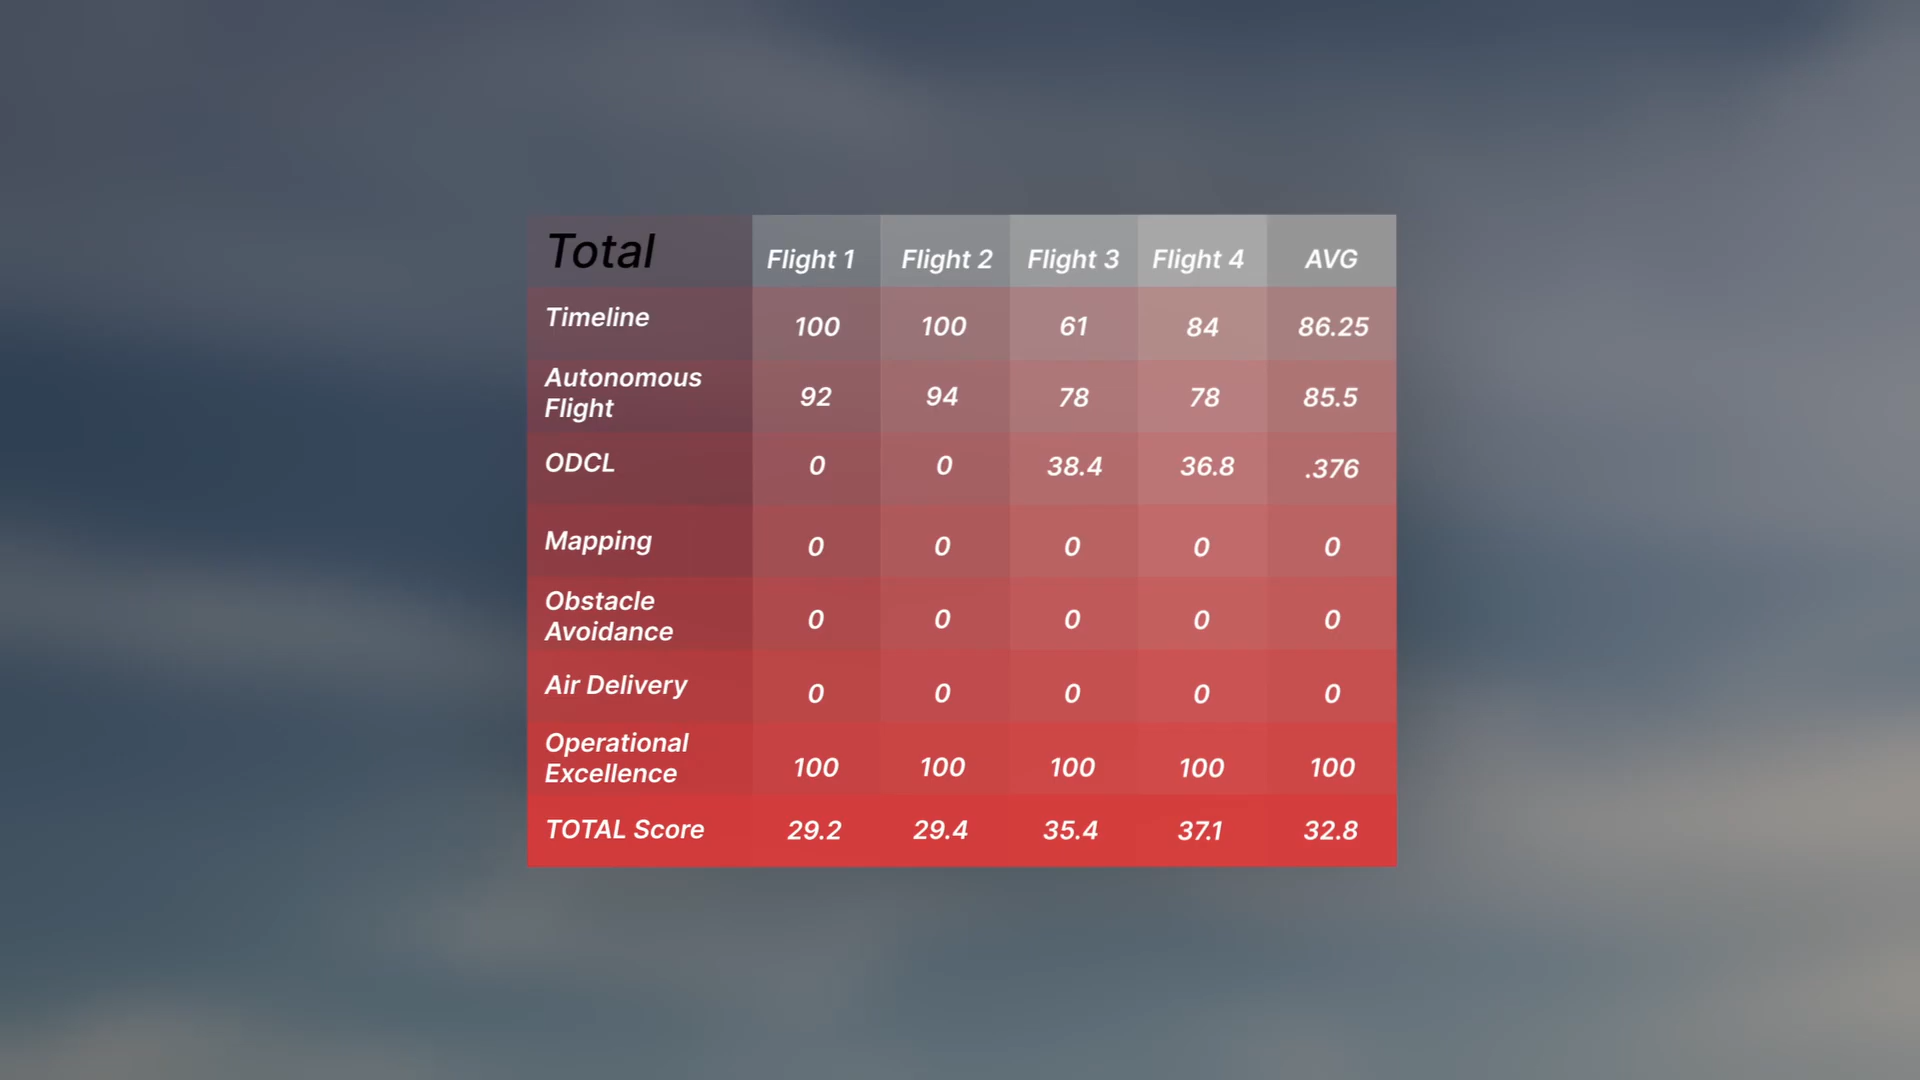 Total Flight 1 Flight 2 Flight 3 Flight 4 AVG
Timeline 100 100 61 84 86.25
Autonomous
Flight 92 94 78 78 85.5
ODCL 0 0 38.4 36.8 .376
Mapping 0 0 0 0 0
Obstacle
Avoidance 0 0 0 0 0
Air Delivery 0 0 0 0 0
Operational
Excellence 100 100 100 100 100
TOTAL Score 29.2 29.4 35.4 37.1 32.8